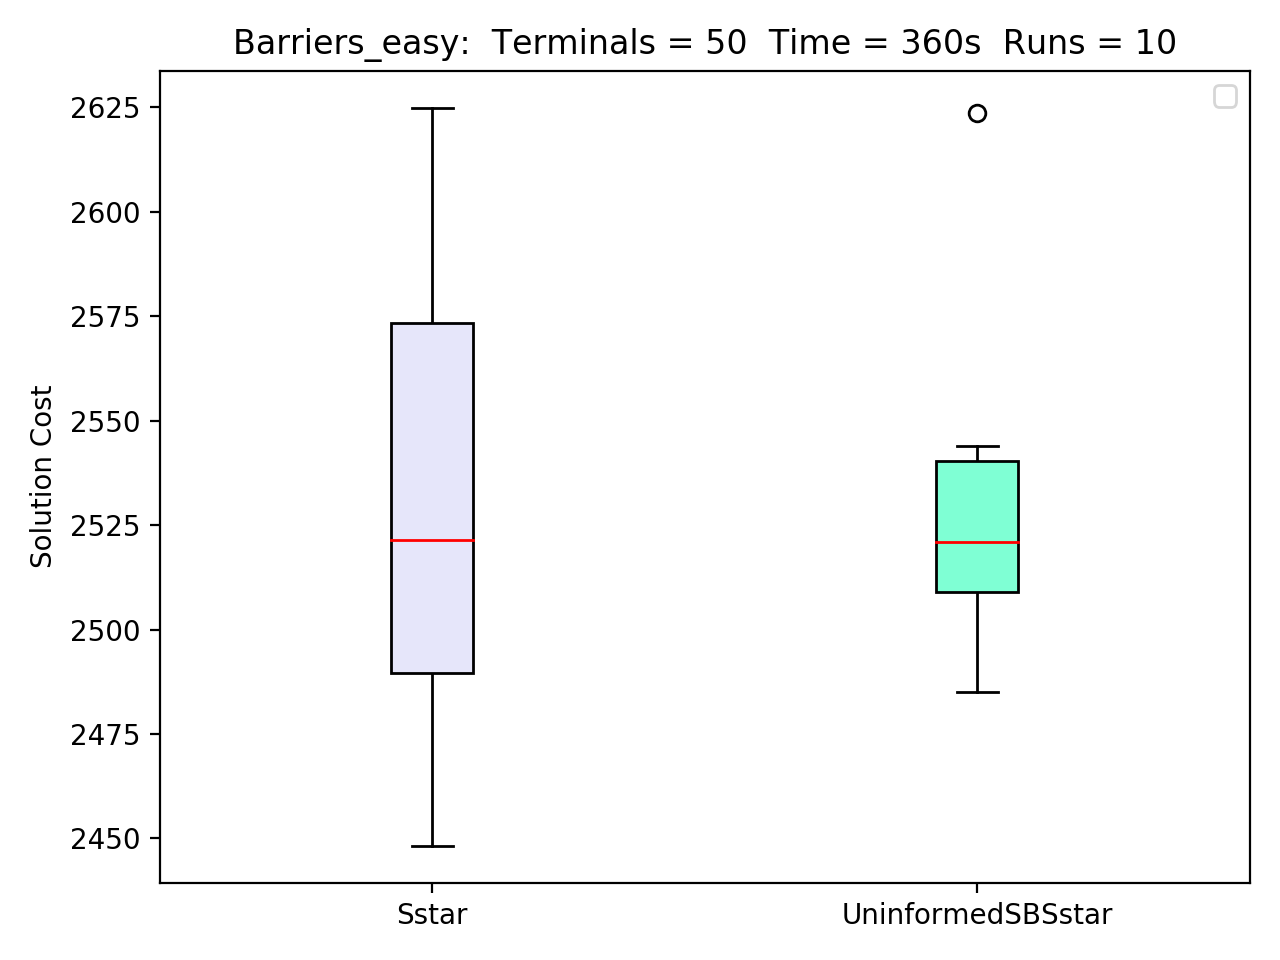 Barriers_easy:  Terminals = 50  Time = 360s  Runs = 10
Solution Cost
2625
2600
2575
2550
2525
2500
2475
2450
Sstar
UninformedSBSstar